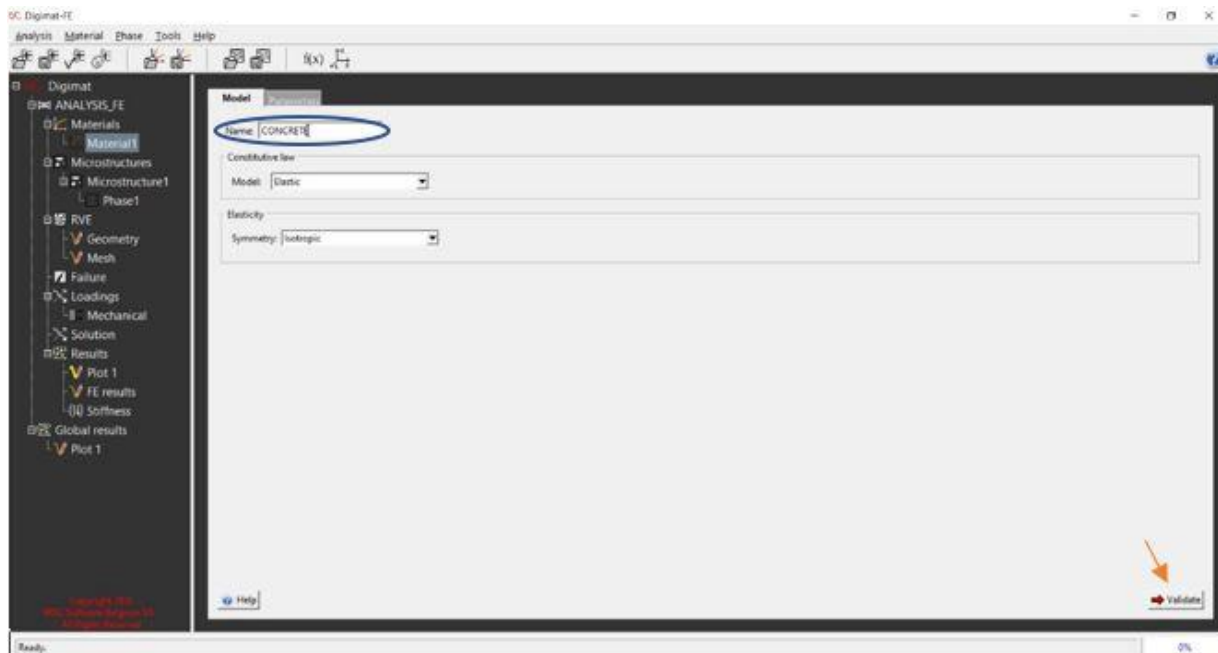 Digimat-FE
Analysis Material Phase Tools Help
f(x)
Digimat
ANALYSIS_FE
Materials
Material1
Microstructures
Microstructure1
Phase1
RVE
Geometry
Mesh
Failure
Loadings
Mechanical
Solution
Results
Plot 1
FE results
Stiffness
Global results
Plot 1
Model Parameters
Name: CONCRETE
Constitutive law
Model: Elastic
Elasticity
Symmetry: Isotropic
Help
Validate
Ready.
0%